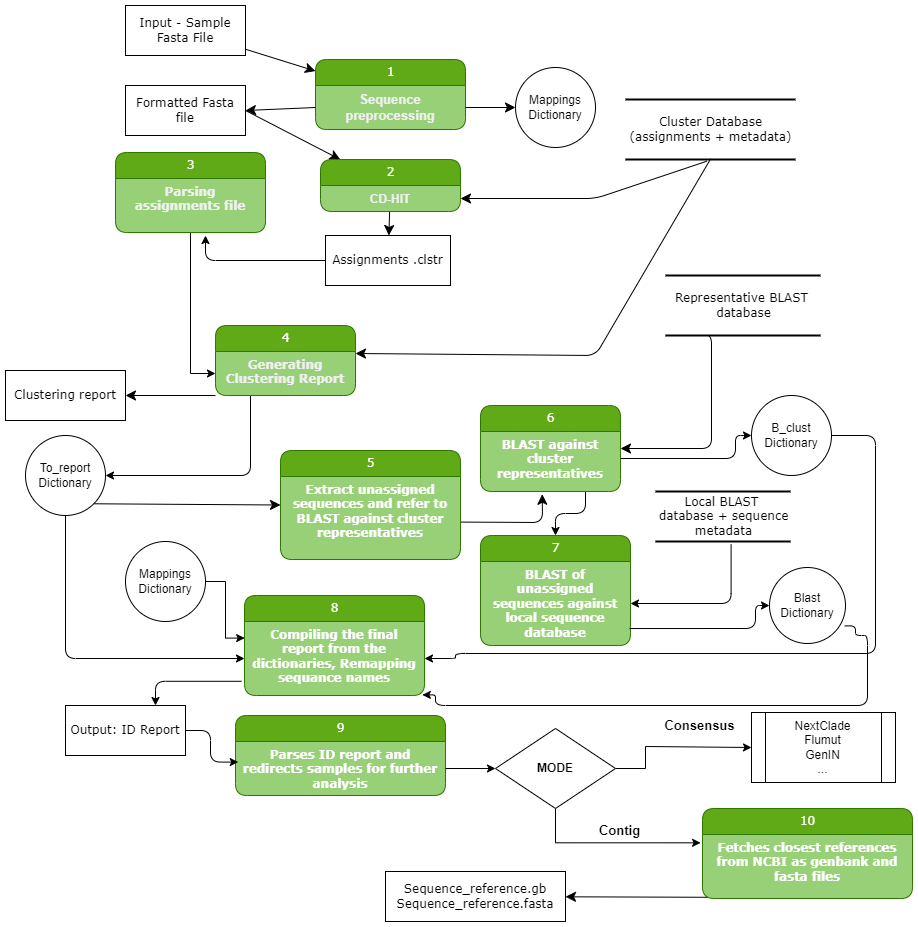 Input - Sample
Fasta File
1
Sequence
preprocessing
Formatted Fasta
file
Mappings
Dictionary
Cluster Database
(assignments + metadata)
3
Parsing
assignments file
2
CD-HIT
Assignments .clstr
Representative BLAST
database
4
Generating
Clustering Report
Clustering report
6
BLAST against
cluster
representatives
B_clust
Dictionary
To_report
Dictionary
5
Extract unassigned
sequences and refer to
BLAST against cluster
representatives
Local BLAST
database + sequence
metadata
7
BLAST of
unassigned
sequences against
local sequence
database
Mappings
Dictionary
Blast
Dictionary
8
Compiling the final
report from the
dictionaries, Remapping
sequance names
Output: ID Report
9
Parses ID report and
redirects samples for further
analysis
MODE
Consensus
NextClade
Flumut
GenIN
...
Contig
10
Fetches closest references
from NCBI as genbank and
fasta files
Sequence_reference.gb
Sequence_reference.fasta